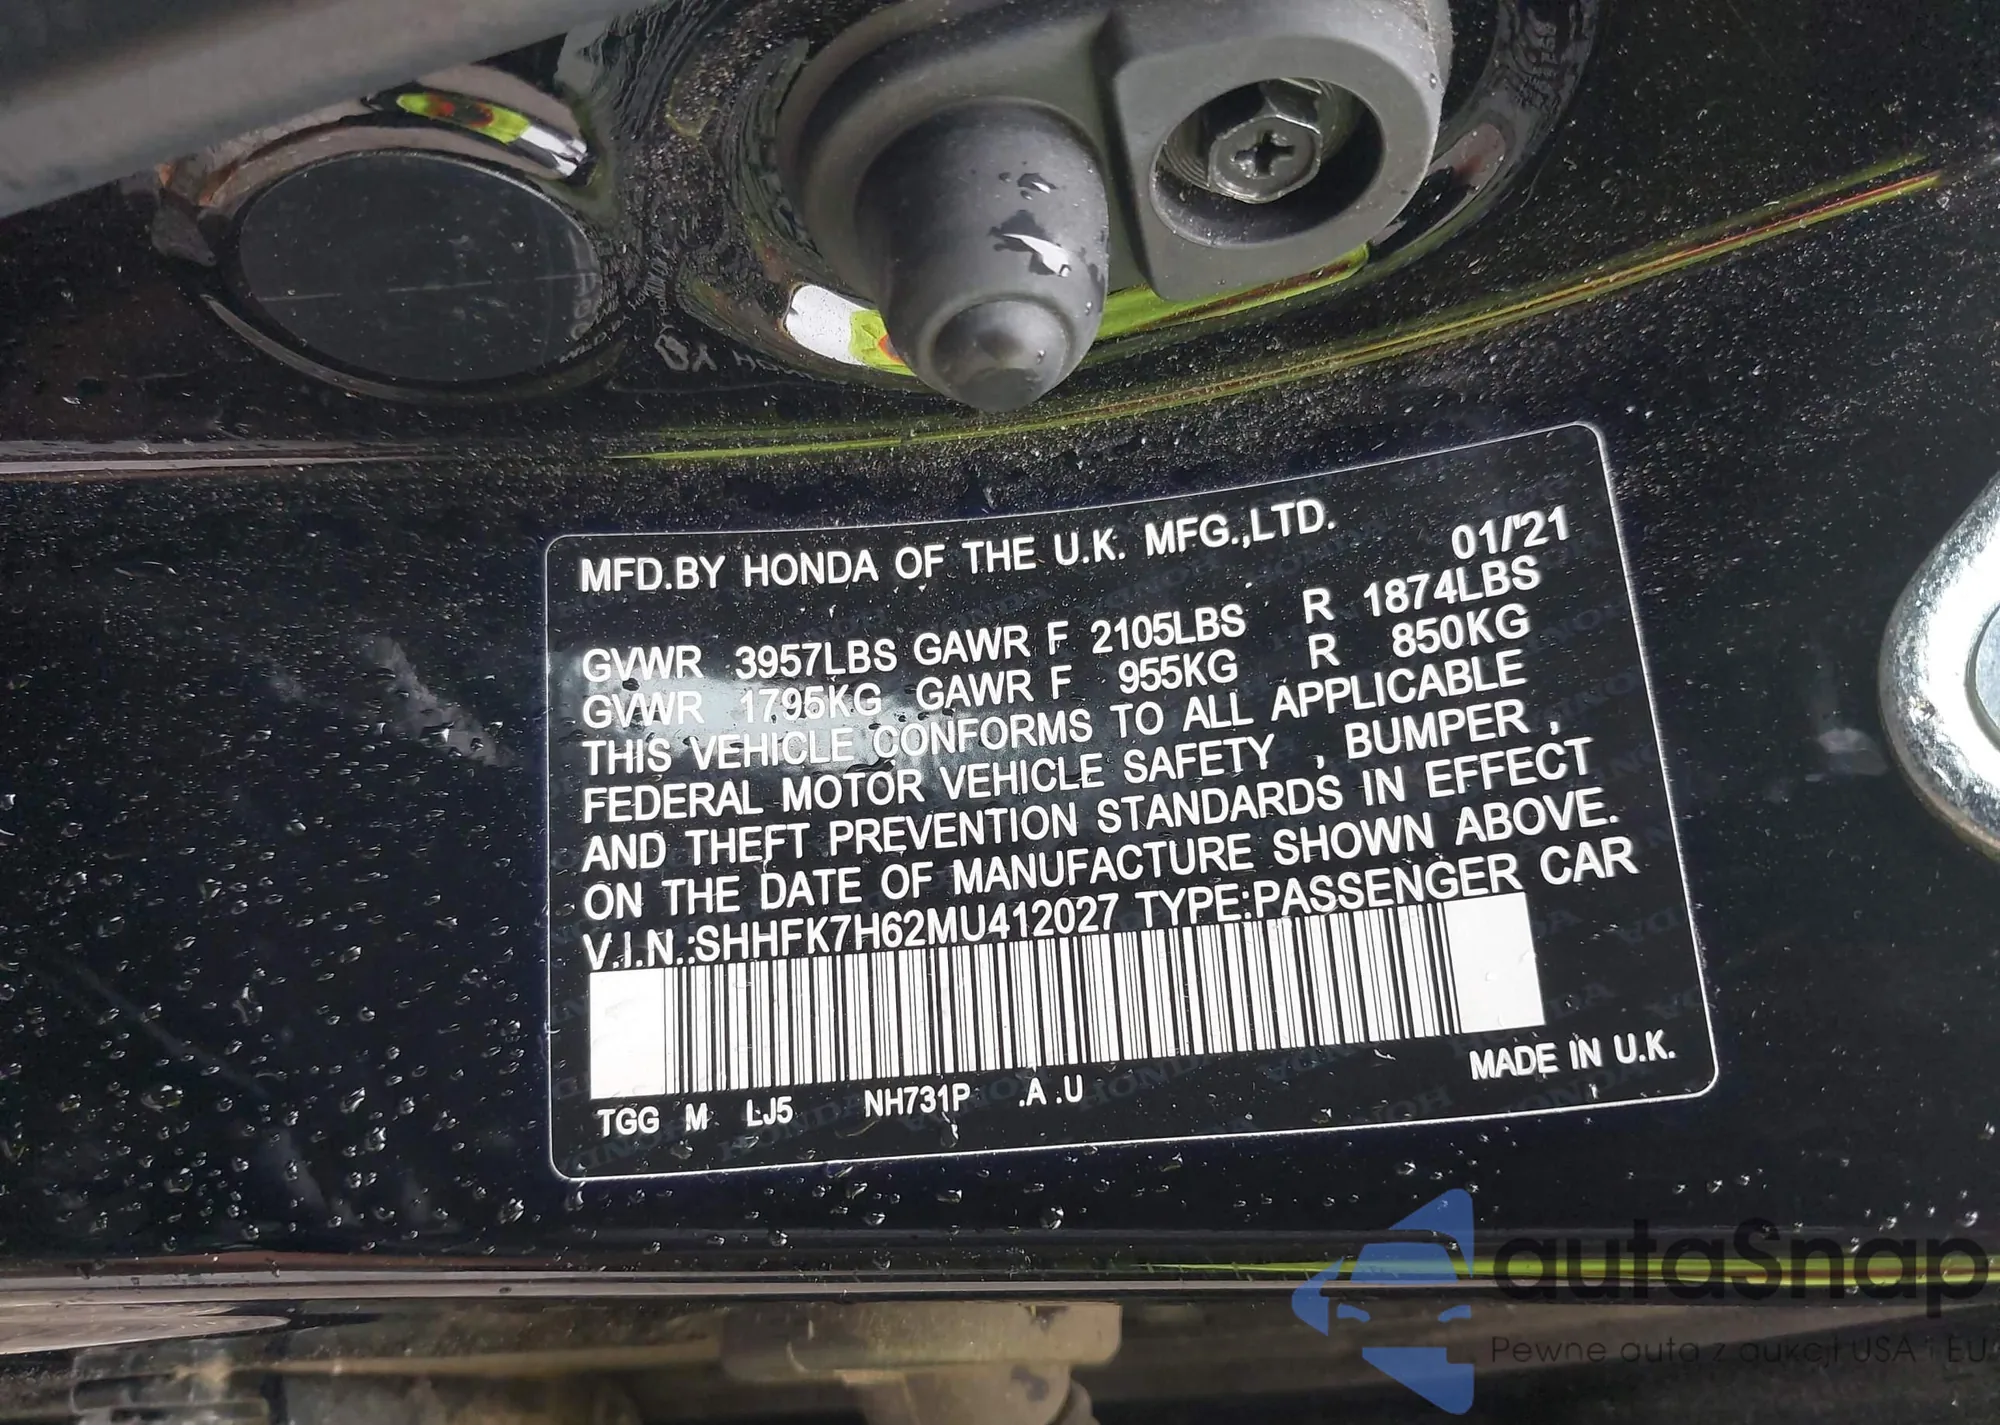 MFD.BY HONDA OF THE U.K. MFG.,LTD. 01/'21
GVWR 3957LBS GAWR F 2105LBS R 1874LBS
GVWR 1795KG GAWR F 955KG R 850KG
THIS VEHICLE CONFORMS TO ALL APPLICABLE
FEDERAL MOTOR VEHICLE SAFETY , BUMPER ,
AND THEFT PREVENTION STANDARDS IN EFFECT
ON THE DATE OF MANUFACTURE SHOWN ABOVE.
V.I.N.:SHHFK7H62MU412027 TYPE:PASSENGER CAR
TGG M LJ5 NH731P .A .U MADE IN U.K.
autaSnap
Pewne auta z aukcji USA i EU